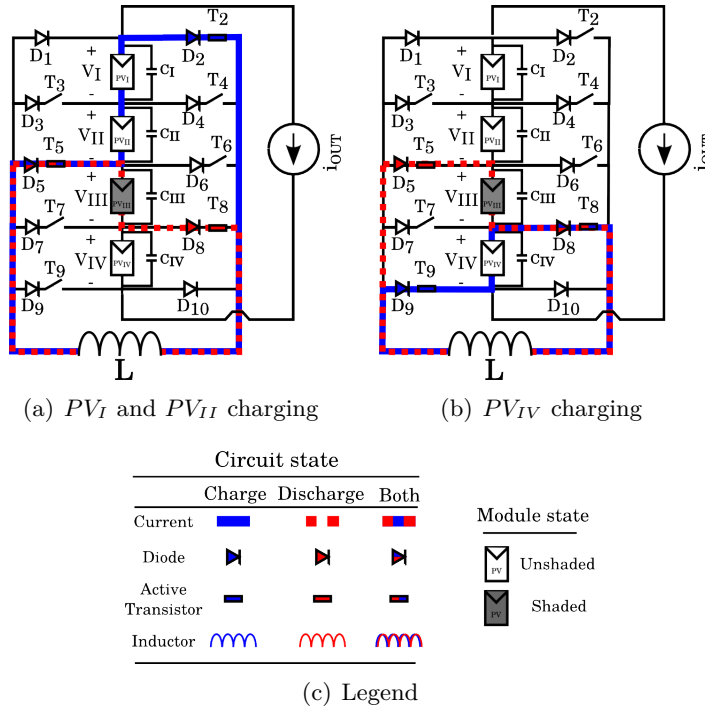 T2
D1
D2
+
VI
-
PVI
CI
T3
T4
D3
D4
+
VII
-
PVII
CII
T5
T6
D5
D6
+
VIII
-
PVIII
CIII
T7
T8
D7
D8
+
VIV
-
PVIV
CIV
T9
D9
D10
iOUT
L
(a) PVI and PVII charging
T2
D1
D2
+
VI
-
PVI
CI
T3
T4
D3
D4
+
VII
-
PVII
CII
T5
T6
D5
D6
+
VIII
-
PVIII
CIII
T7
T8
D7
D8
+
VIV
-
PVIV
CIV
T9
D9
D10
iOUT
L
(b) PVIV charging
Circuit state
Charge Discharge Both
Current
Diode
Active
Transistor
Inductor
Module state
PV Unshaded
PV Shaded
(c) Legend